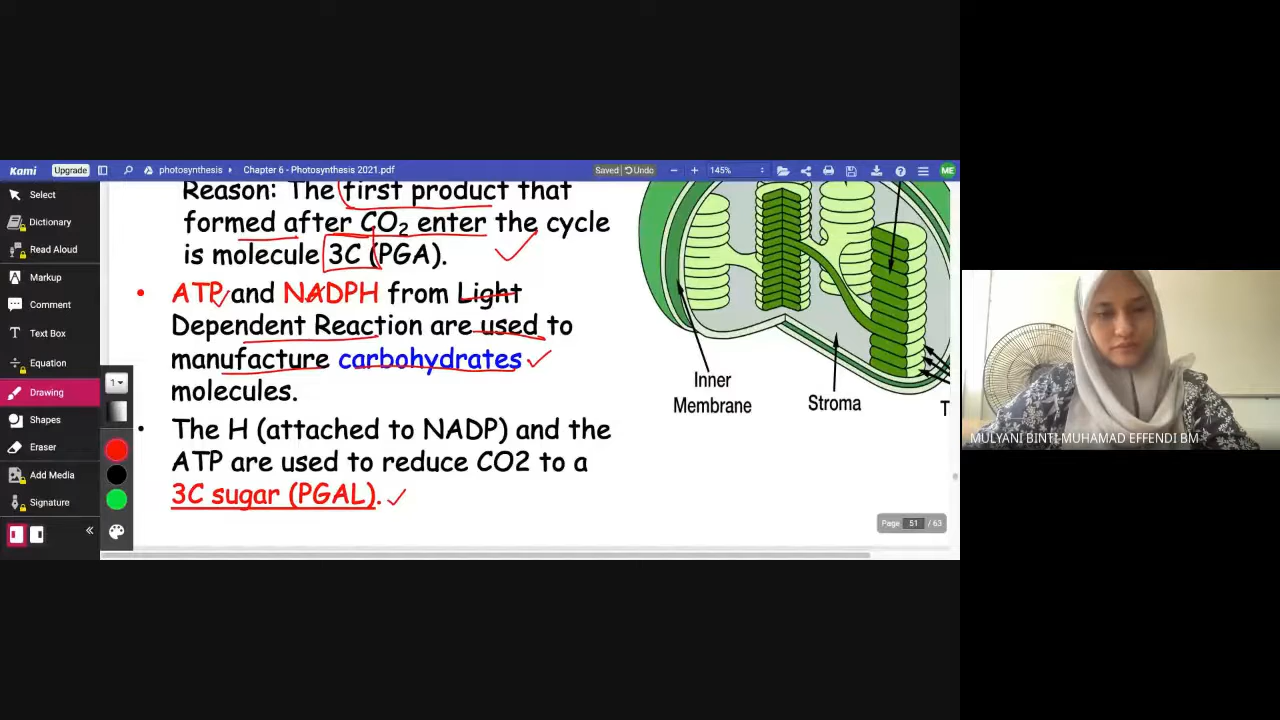 Kami
Upgrade
photosynthesis
Chapter 6 - Photosynthesis 2021.pdf
Saved
Undo
145%
ME
Select
Dictionary
Read Aloud
Markup
Comment
Text Box
Equation
Drawing
Shapes
Eraser
Add Media
Signature
1
Reason: The first product that
formed after CO₂ enter the cycle
is molecule 3C (PGA).
• ATP and NADPH from Light
Dependent Reaction are used to
manufacture carbohydrates
molecules.
• The H (attached to NADP) and the
ATP are used to reduce CO2 to a
3C sugar (PGAL).
Inner
Membrane
Stroma
T
Page 51 / 63
MULYANI BINTI MUHAMAD EFFENDI BM